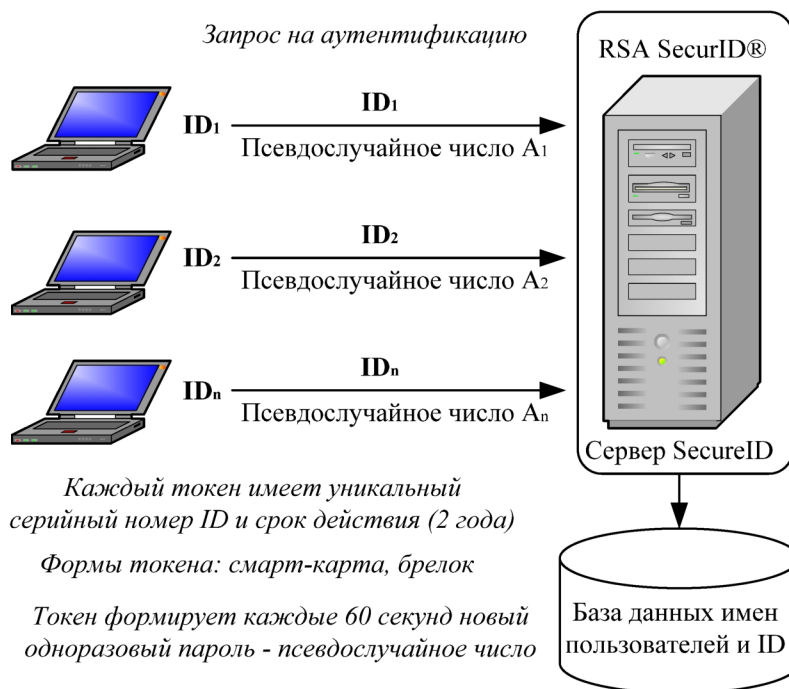 Запрос на аутентификацию
RSA SecurID®
ID1
ID1
Псевдослучайное число A1
ID2
ID2
Псевдослучайное число A2
IDn
IDn
Псевдослучайное число An
Сервер SecureID
Каждый токен имеет уникальный
серийный номер ID и срок действия (2 года)
Формы токена: смарт-карта, брелок
Токен формирует каждые 60 секунд новый
одноразовый пароль - псевдослучайное число
База данных имен
пользователей и ID